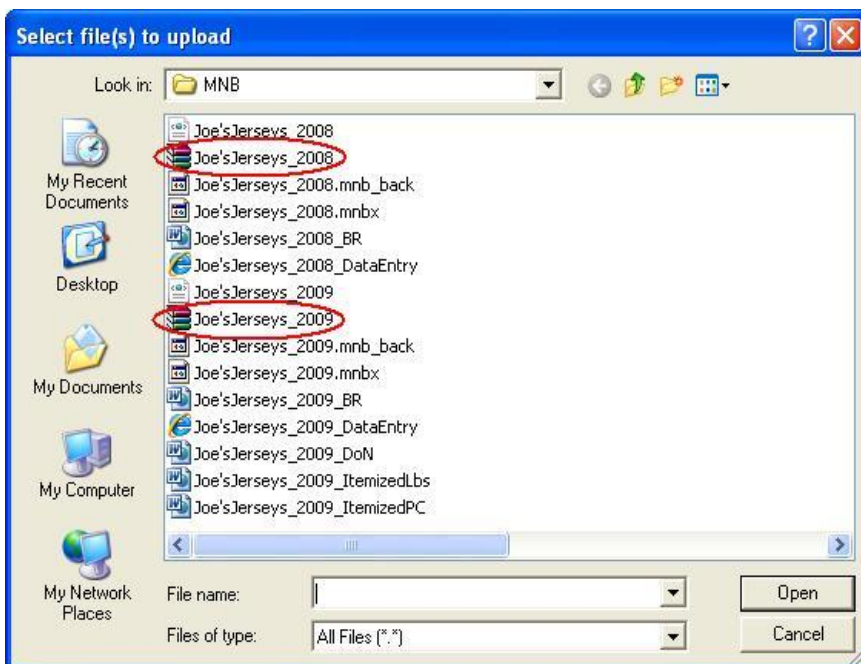 Select file(s) to upload
Look in: MNB
My Recent
Documents
Desktop
My Documents
My Computer
My Network
Places
Joe'sJerseys_2008
Joe'sJerseys_2008
Joe'sJerseys_2008.mnb_back
Joe'sJerseys_2008.mnbx
Joe'sJerseys_2008_BR
Joe'sJerseys_2008_DataEntry
Joe'sJerseys_2009
Joe'sJerseys_2009
Joe'sJerseys_2009.mnb_back
Joe'sJerseys_2009.mnbx
Joe'sJerseys_2009_BR
Joe'sJerseys_2009_DataEntry
Joe'sJerseys_2009_DoN
Joe'sJerseys_2009_ItemizedLbs
Joe'sJerseys_2009_ItemizedPC
File name:
Open
Files of type: All Files (*.*)
Cancel